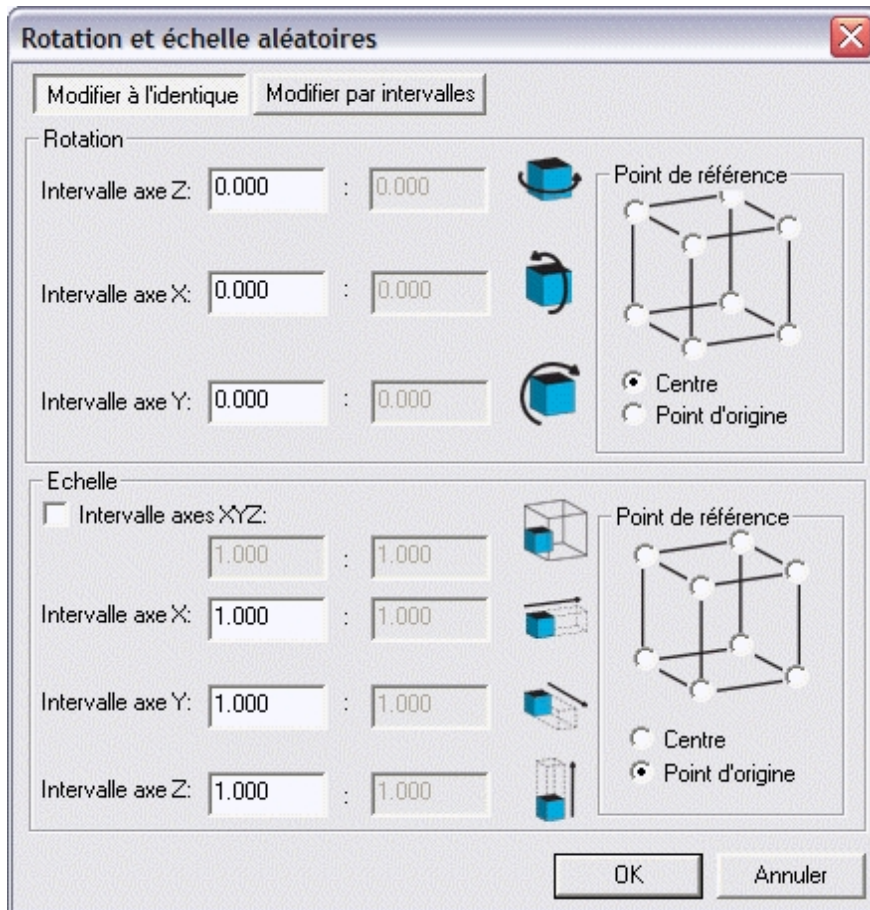 Rotation et échelle aléatoires
Modifier à l'identique Modifier par intervalles
Rotation
Point de référence
Intervalle axe Z: 0.000 : 0.000
Intervalle axe X: 0.000 : 0.000
Centre
Intervalle axe Y: 0.000 : 0.000
Point d'origine
Echelle
Intervalle axes XYZ:
Point de référence
1.000 : 1.000
Intervalle axe X: 1.000 : 1.000
Intervalle axe Y: 1.000 : 1.000
Centre
Point d'origine
Intervalle axe Z: 1.000 : 1.000
OK Annuler